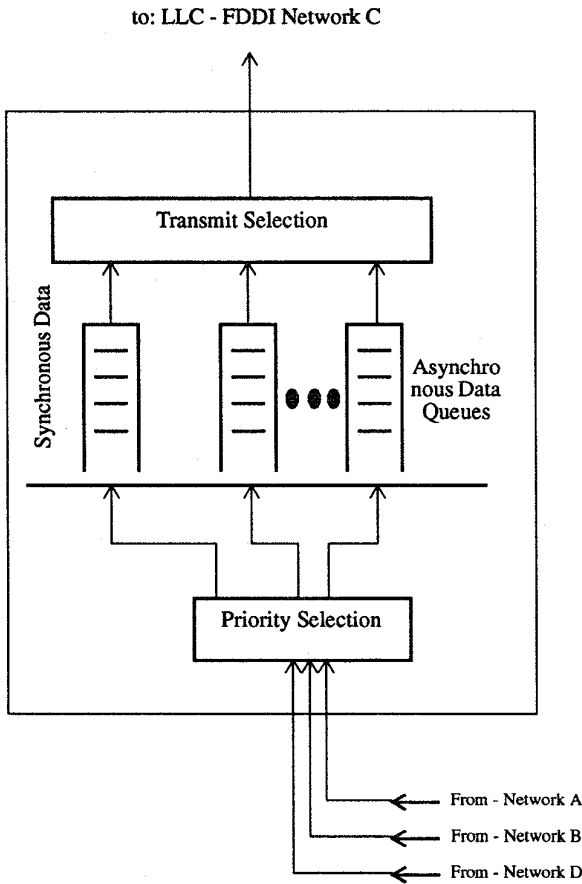 to: LLC - FDDI Network C
Transmit Selection
Synchronous Data
Asynchro
nous Data
Queues
Priority Selection
From - Network A
From - Network B
From - Network D